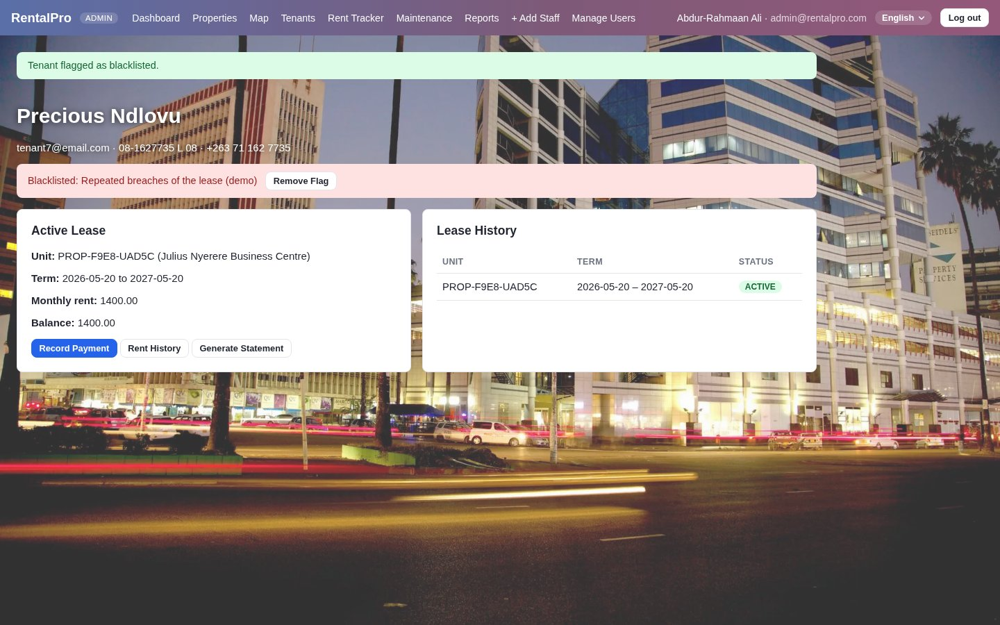 RentalPro ADMIN Dashboard Properties Map Tenants Rent Tracker Maintenance Reports + Add Staff Manage Users Abdur-Rahmaan Ali · admin@rentalpro.com English Log out
Tenant flagged as blacklisted.
Precious Ndlovu
tenant7@email.com · 08-1627735 L 08 · +263 71 162 7735
Blacklisted: Repeated breaches of the lease (demo) Remove Flag
Active Lease
Unit: PROP-F9E8-UAD5C (Julius Nyerere Business Centre)
Term: 2026-05-20 to 2027-05-20
Monthly rent: 1400.00
Balance: 1400.00
Record Payment Rent History Generate Statement
Lease History
UNIT TERM STATUS
PROP-F9E8-UAD5C 2026-05-20 – 2027-05-20 ACTIVE
SEIDELS